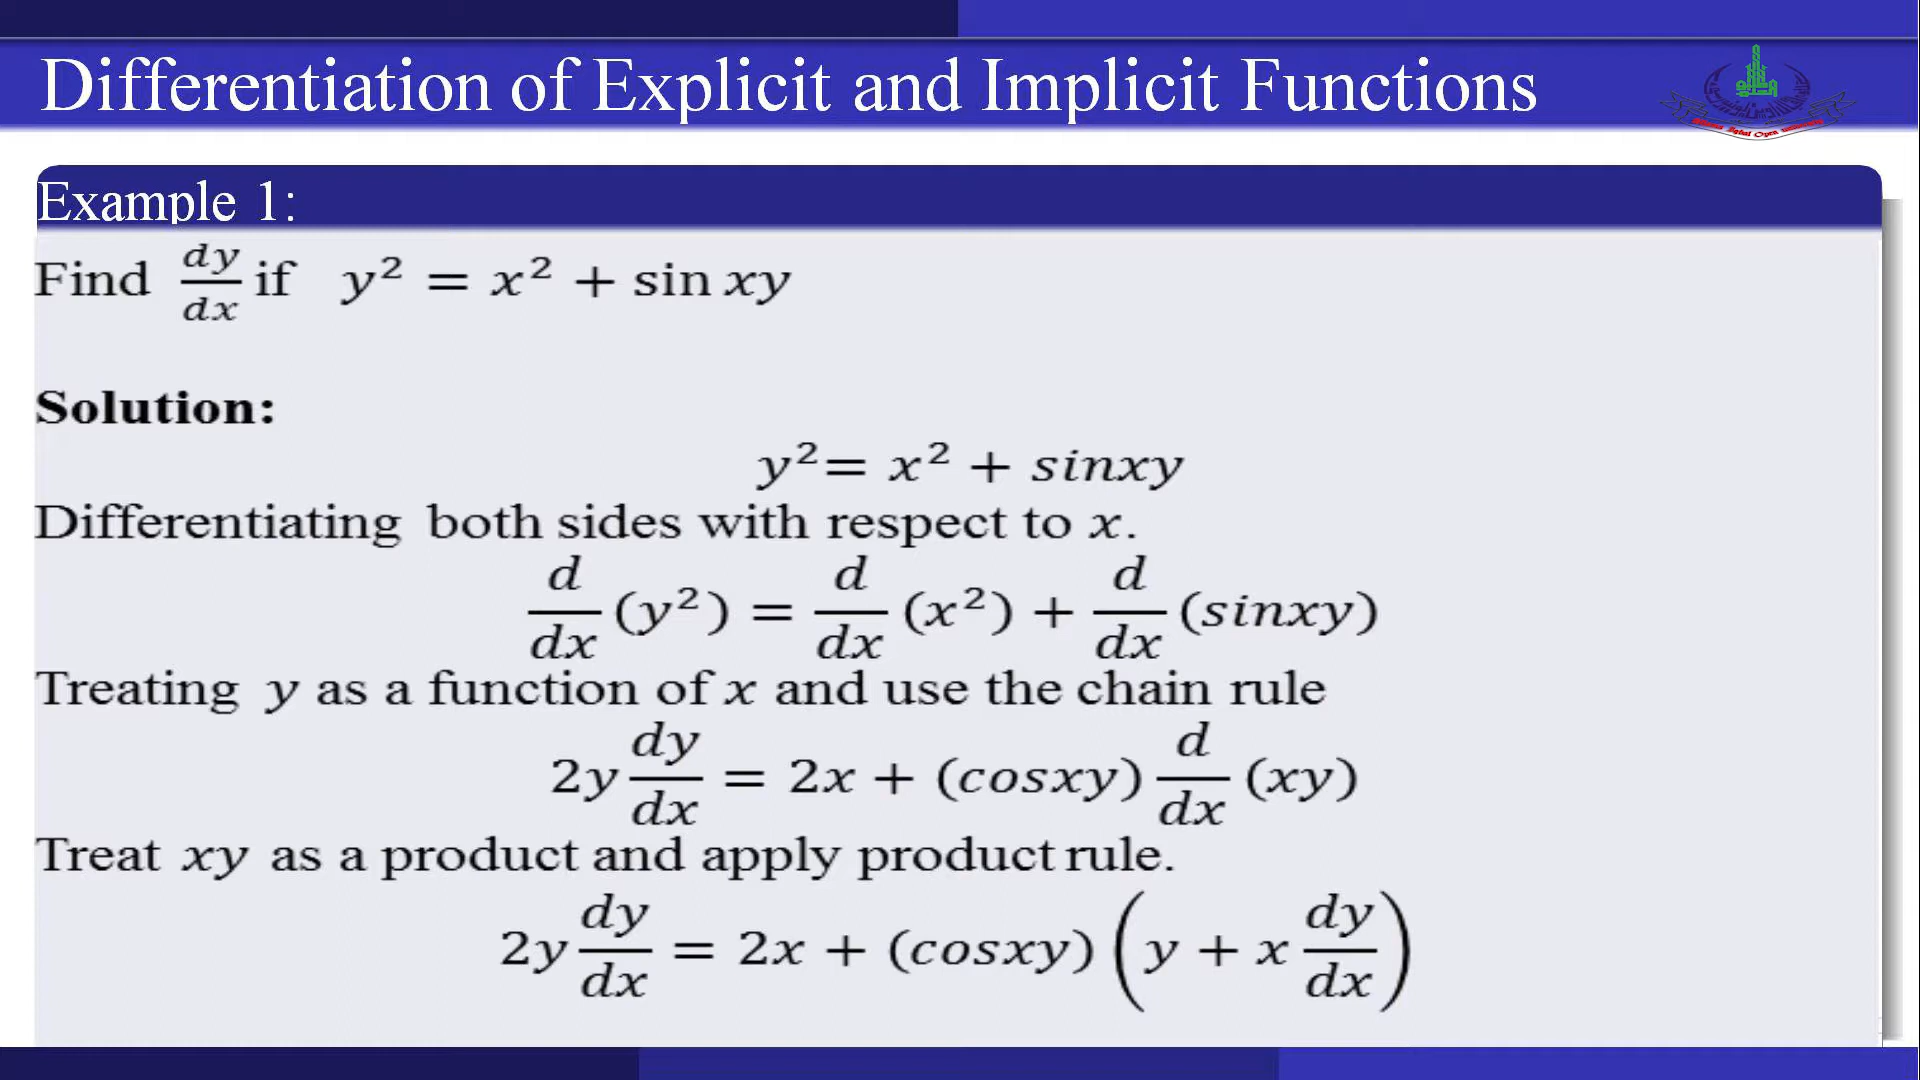 Differentiation of Explicit and Implicit Functions
Example 1:
Find dy/dx if y² = x² + sin xy
Solution:
y² = x² + sinxy
Differentiating both sides with respect to x.
d/dx (y²) = d/dx (x²) + d/dx (sinxy)
Treating y as a function of x and use the chain rule
2y dy/dx = 2x + (cosxy) d/dx (xy)
Treat xy as a product and apply product rule.
2y dy/dx = 2x + (cosxy) (y + x dy/dx)